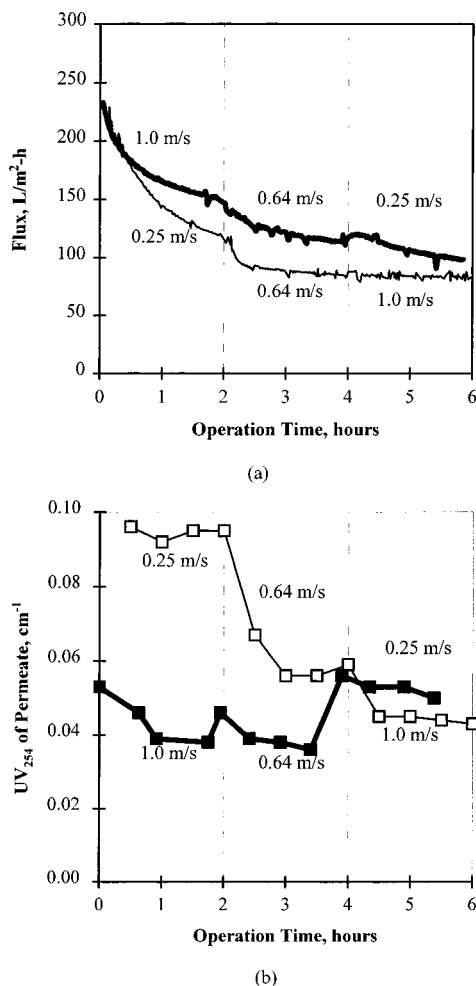 300
250
200
150
100
50
0
Flux, L/m²-h
1.0 m/s
0.25 m/s
0.64 m/s
0.64 m/s
0.25 m/s
1.0 m/s
0 1 2 3 4 5 6
Operation Time, hours
(a)
0.10
0.08
0.06
0.04
0.02
0.00
UV₂₅₄ of Permeate, cm⁻¹
0.25 m/s
0.64 m/s
0.25 m/s
1.0 m/s
0.64 m/s
1.0 m/s
0 1 2 3 4 5 6
Operation Time, hours
(b)